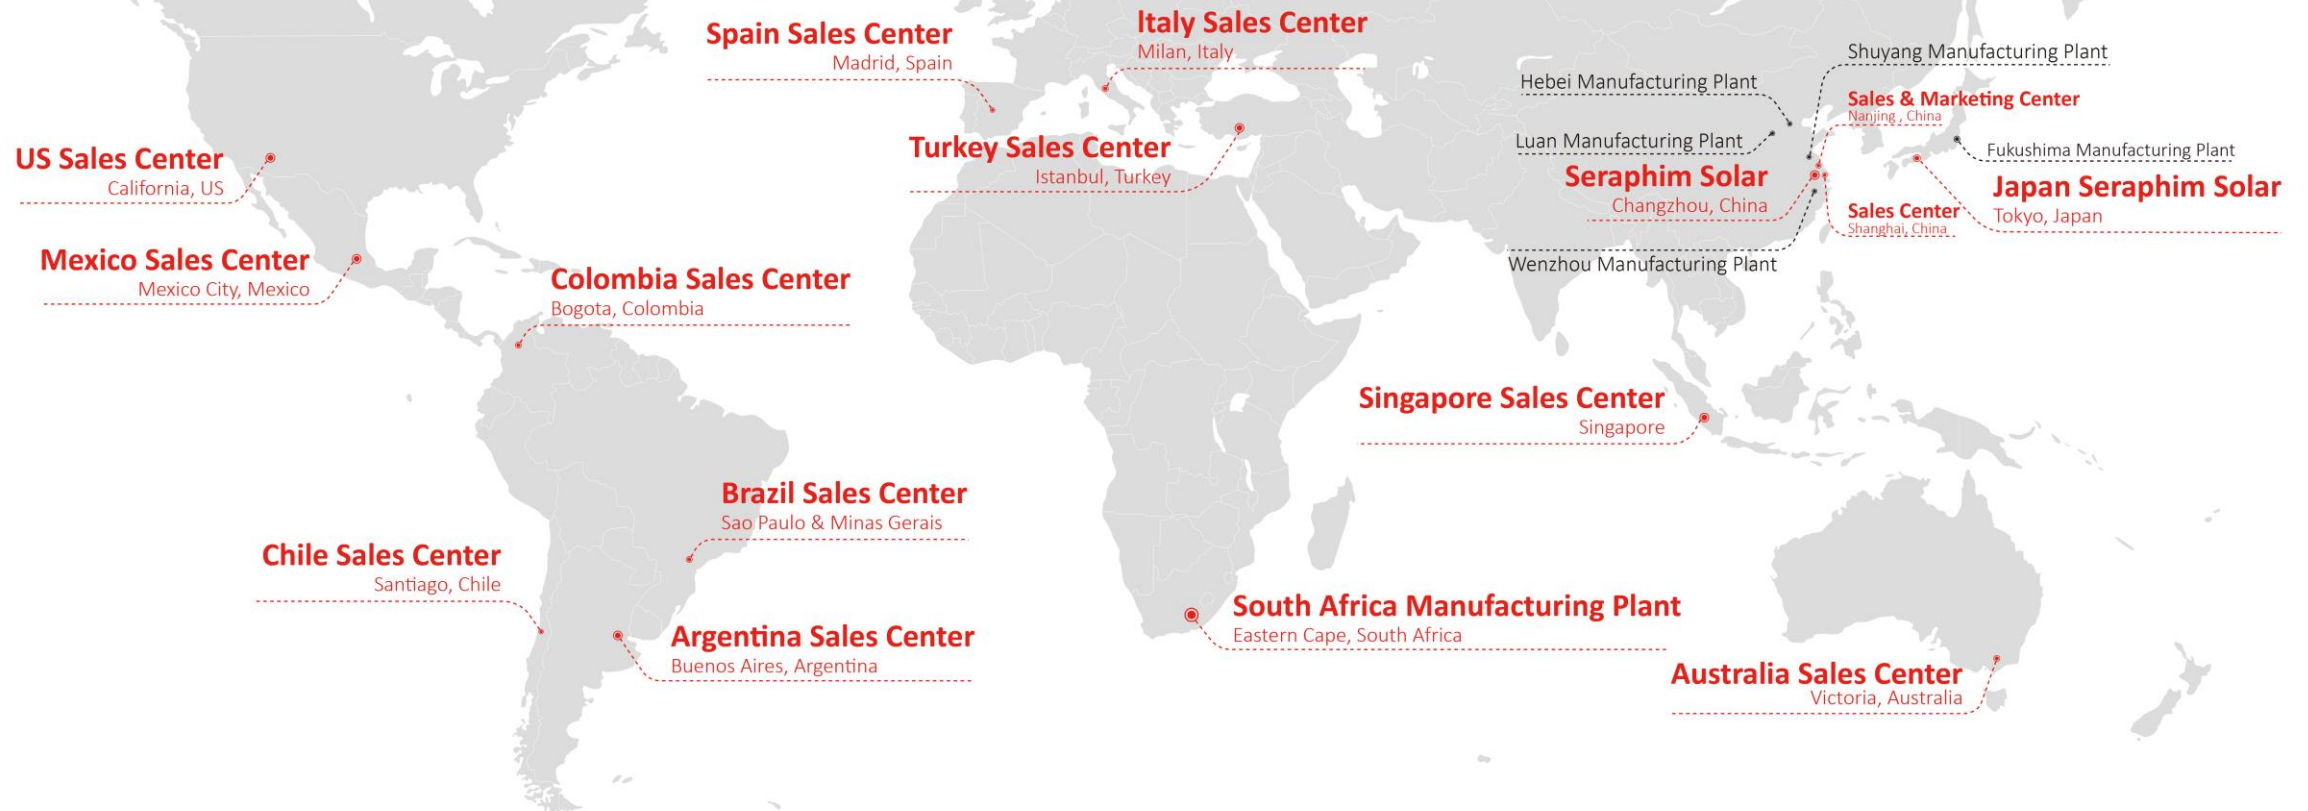 Italy Sales Center
Milan, Italy
Spain Sales Center
Madrid, Spain
Shuyang Manufacturing Plant
Hebei Manufacturing Plant
Sales & Marketing Center
Nanjing , China
Luan Manufacturing Plant
Fukushima Manufacturing Plant
US Sales Center
California, US
Turkey Sales Center
Istanbul, Turkey
Seraphim Solar
Changzhou, China
Japan Seraphim Solar
Tokyo, Japan
Sales Center
Shanghai, China
Mexico Sales Center
Mexico City, Mexico
Wenzhou Manufacturing Plant
Colombia Sales Center
Bogota, Colombia
Singapore Sales Center
Singapore
Brazil Sales Center
Sao Paulo & Minas Gerais
Chile Sales Center
Santiago, Chile
South Africa Manufacturing Plant
Eastern Cape, South Africa
Argentina Sales Center
Buenos Aires, Argentina
Australia Sales Center
Victoria, Australia